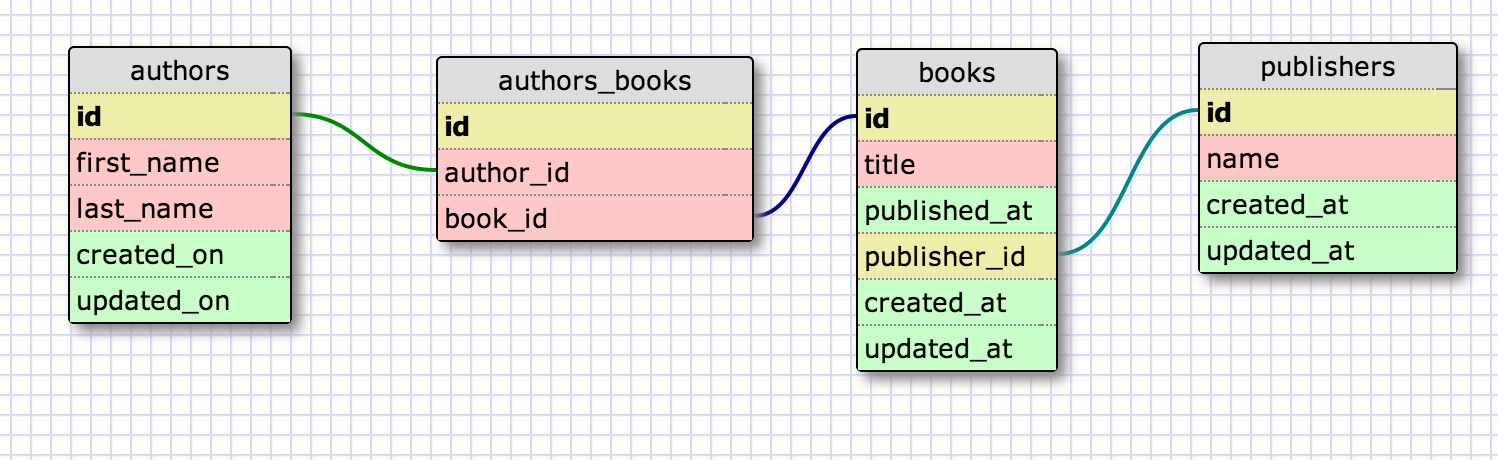 authors
id
first_name
last_name
created_on
updated_on
authors_books
id
author_id
book_id
books
id
title
published_at
publisher_id
created_at
updated_at
publishers
id
name
created_at
updated_at